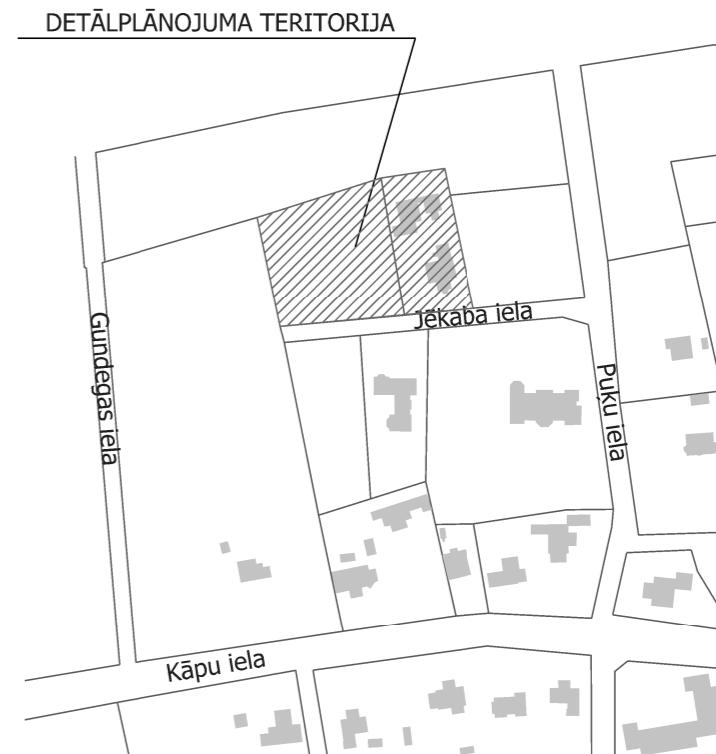 DETĀLPLĀNOJUMA TERITORIJA
Jēkaba iela
Gundegas iela
Puķu iela
Kāpu iela